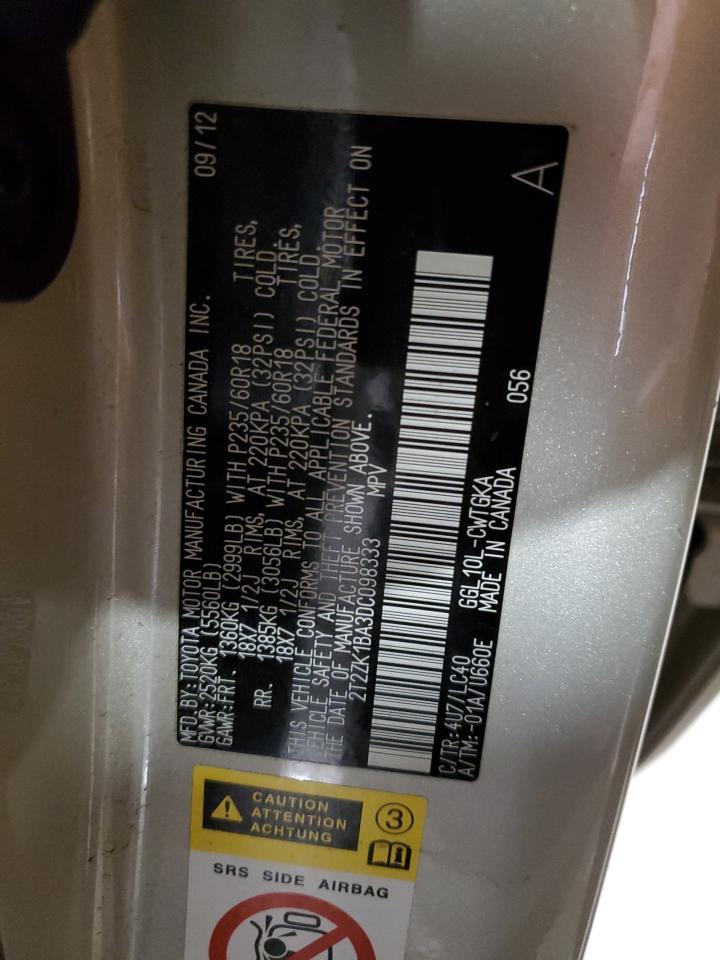 MFD. BY: TOYOTA MOTOR MANUFACTURING CANADA INC. 09/12
GVWR: 2520KG (5560LB)
GAWR: FRT. 1360KG (2999LB) WITH P235/60R18 TIRES,
18X7 1/2J RIMS, AT 220KPA (32PSI) COLD.
RR. 1385KG (3056LB) WITH P235/60R18 TIRES,
18X7 1/2J RIMS, AT 220KPA (32PSI) COLD.
THIS VEHICLE CONFORMS TO ALL APPLICABLE FEDERAL MOTOR
VEHICLE SAFETY AND THEFT PREVENTION STANDARDS IN EFFECT ON
THE DATE OF MANUFACTURE SHOWN ABOVE.
2T2ZK1BA3DC098333 MPV
A
C/TR: 4U7/LC40 GGL10L-CWTGKA 056
A/TM: -01A/U660E MADE IN CANADA
CAUTION
ATTENTION
ACHTUNG
3
SRS SIDE AIRBAG